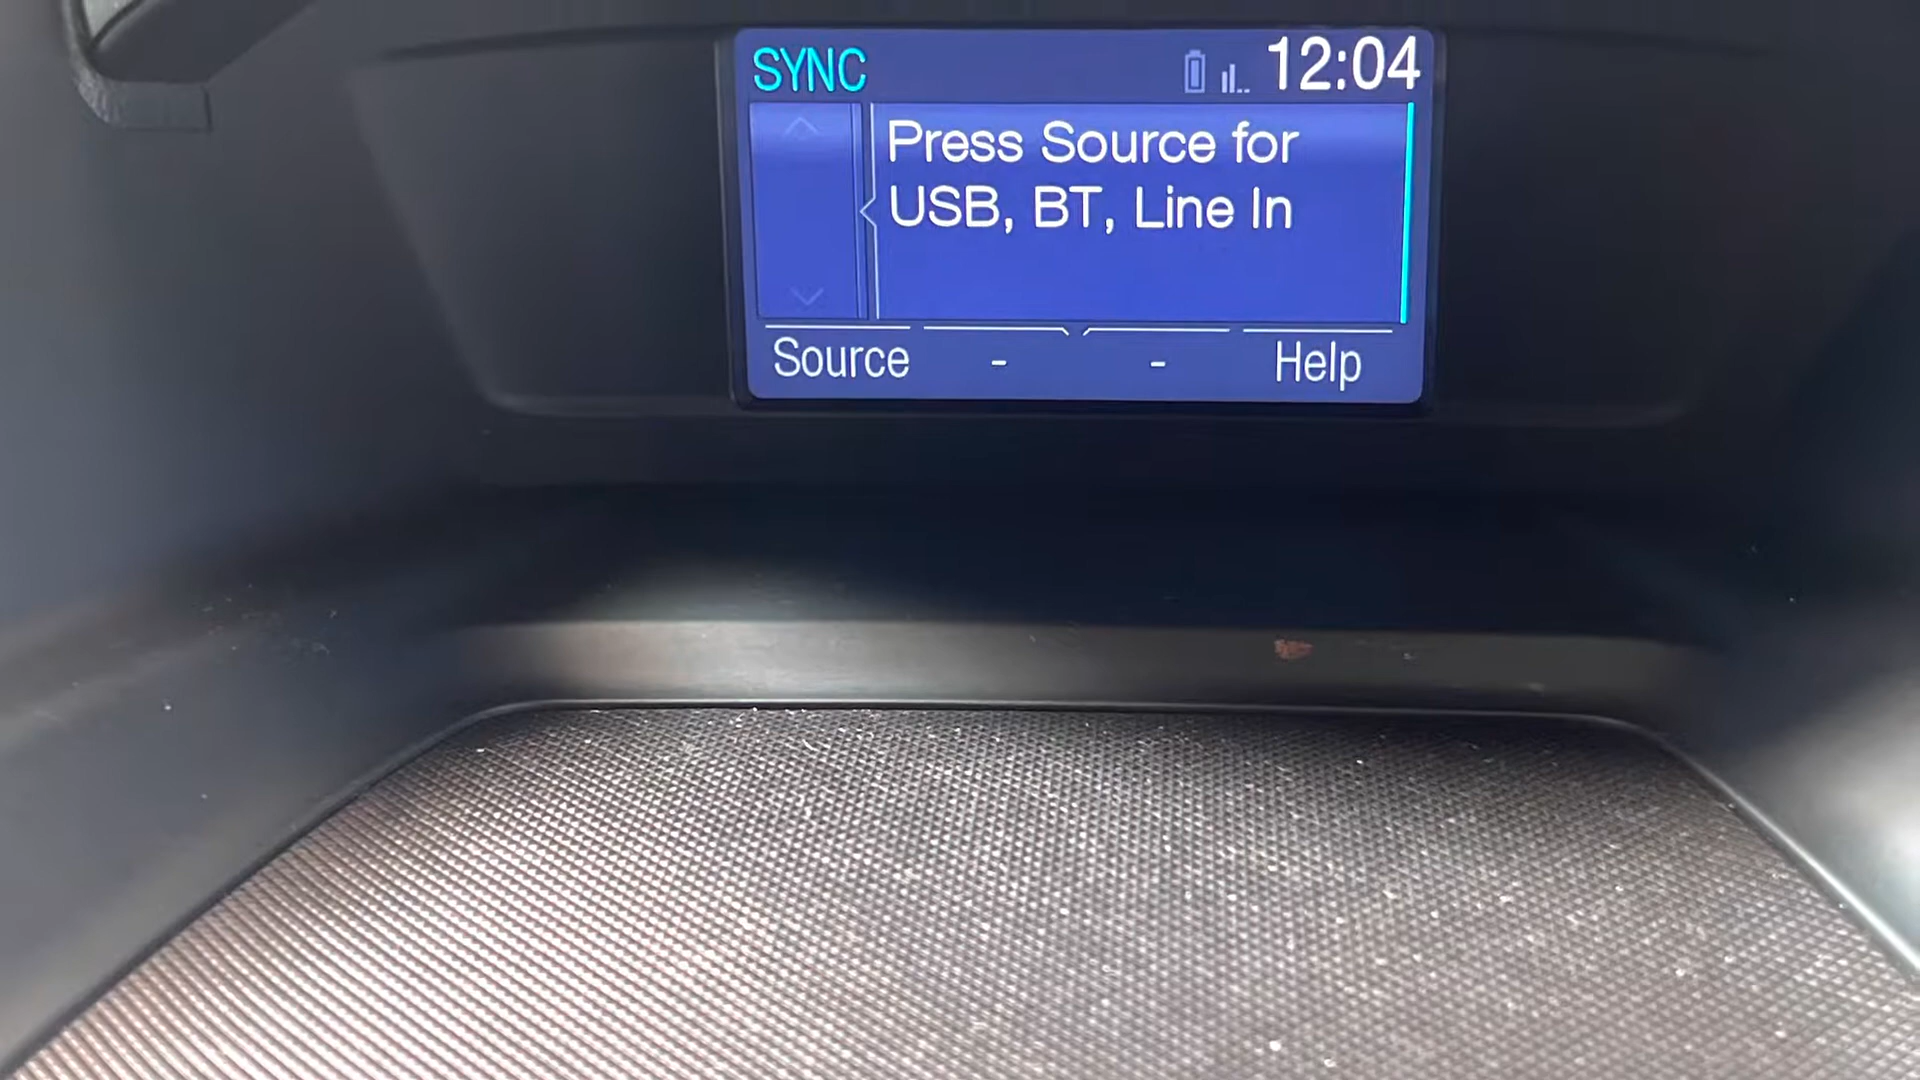 SYNC 12:04
Press Source for
USB, BT, Line In
Source - - Help